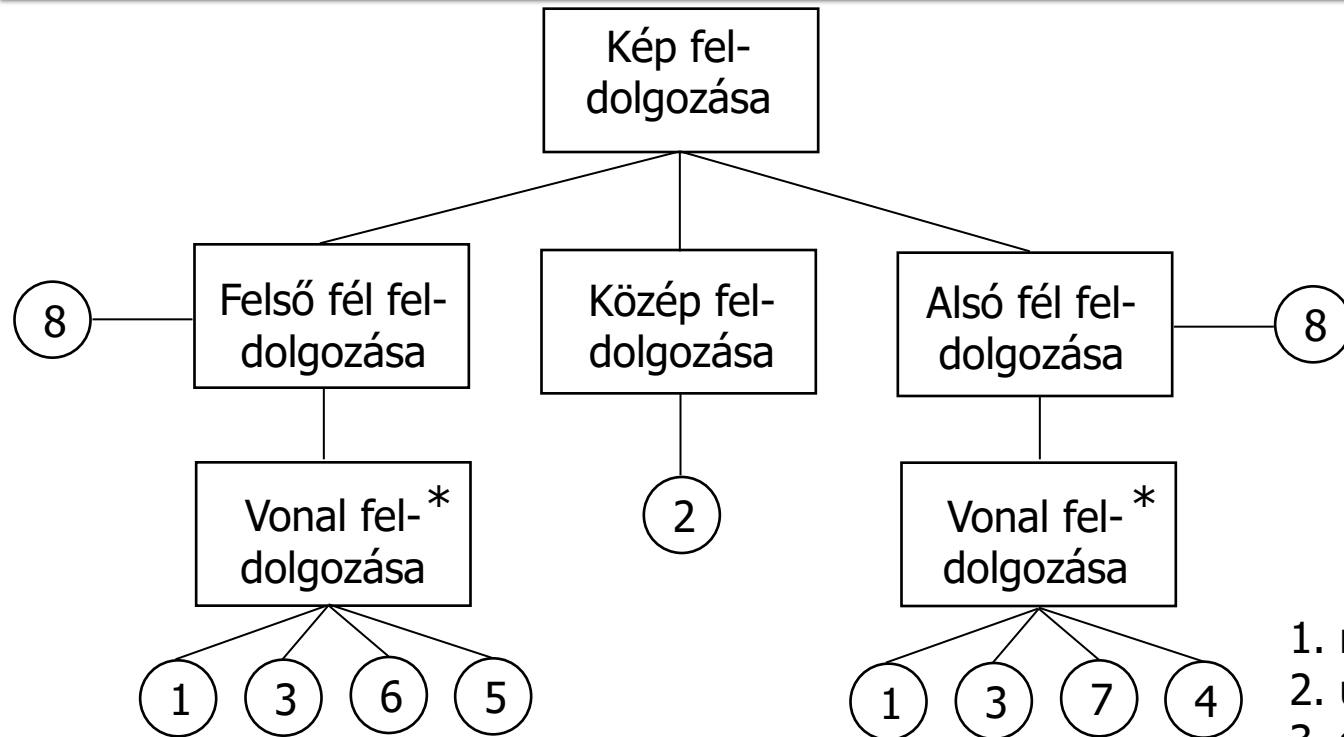 Kép fel-
dolgozása
8
Felső fél fel-
dolgozása
Közép fel-
dolgozása
Alsó fél fel-
dolgozása
8
Vonal fel- *
dolgozása
2
Vonal fel- *
dolgozása
1 3 6 5
1 3 7 4
1.
2.
3.